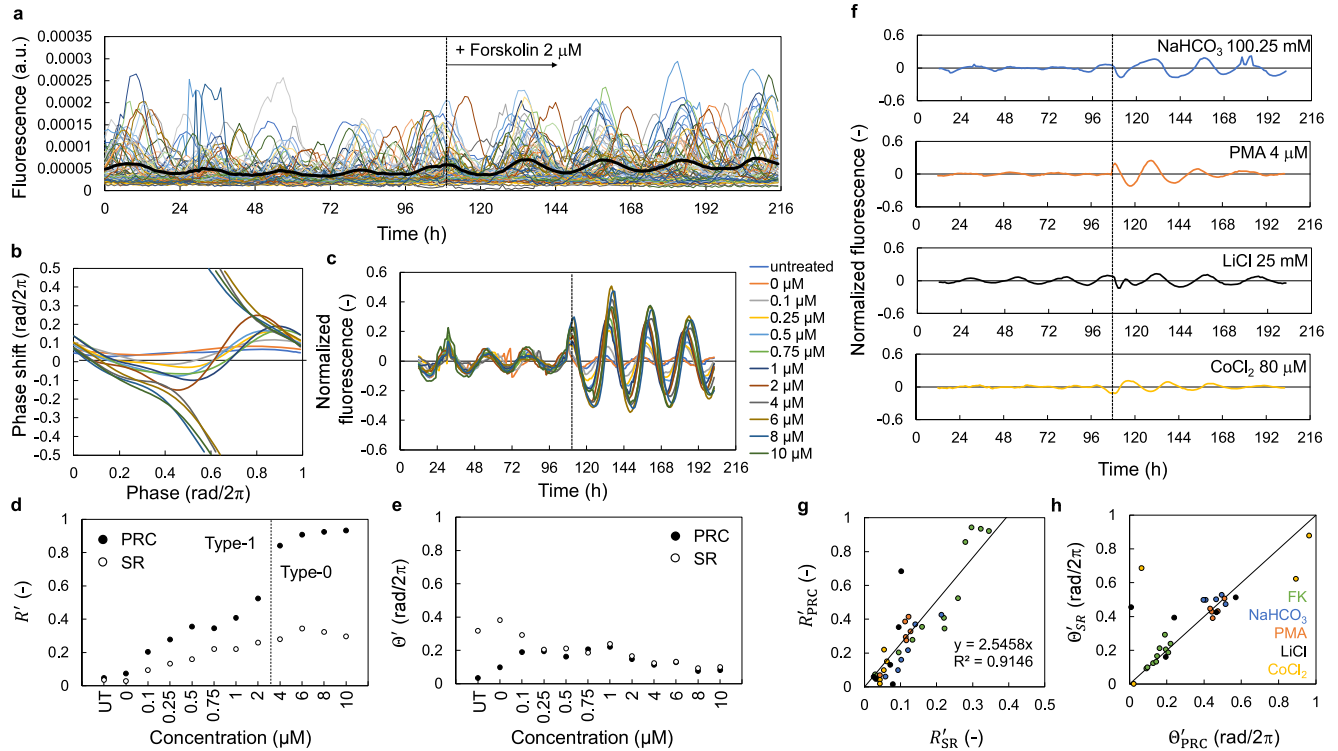 a
0.00035
0.0003
0.00025
0.0002
0.00015
0.0001
0.00005
0
Fluorescence (a.u.)
+ Forskolin 2 μM
0 24 48 72 96 120 144 168 192 216
Time (h)
b
0.5
0.4
0.3
0.2
0.1
0
-0.1
-0.2
-0.3
-0.4
-0.5
Phase shift (rad/2π)
0 0.2 0.4 0.6 0.8 1
Phase (rad/2π)
c
0.6
0.4
0.2
0
-0.2
-0.4
-0.6
Normalized
fluorescence (-)
0 24 48 72 96 120 144 168 192 216
Time (h)
untreated
0 μM
0.1 μM
0.25 μM
0.5 μM
0.75 μM
1 μM
2 μM
4 μM
6 μM
8 μM
10 μM
d
1
0.8
0.6
0.4
0.2
0
R′ (-)
PRC
SR
Type-1
Type-0
UT 0 0.1 0.25 0.5 0.75 1 2 4 6 8 10
Concentration (μM)
e
1
0.8
0.6
0.4
0.2
0
Θ′ (rad/2π)
PRC
SR
UT 0 0.1 0.25 0.5 0.75 1 2 4 6 8 10
Concentration (μM)
f
Normalized fluorescence (-)
0.6
0
-0.6
NaHCO₃ 100.25 mM
0 24 48 72 96 120 144 168 192 216
0.6
0
-0.6
PMA 4 μM
0 24 48 72 96 120 144 168 192 216
0.6
0
-0.6
LiCl 25 mM
0 24 48 72 96 120 144 168 192 216
0.6
0
-0.6
CoCl₂ 80 μM
0 24 48 72 96 120 144 168 192 216
Time (h)
g
1
0.8
0.6
0.4
0.2
0
R′PRC (-)
y = 2.5458x
R² = 0.9146
0 0.1 0.2 0.3 0.4 0.5
R′SR (-)
h
1
0.8
0.6
0.4
0.2
0
Θ′SR (rad/2π)
FK
NaHCO₃
PMA
LiCl
CoCl₂
0 0.2 0.4 0.6 0.8 1
Θ′PRC (rad/2π)